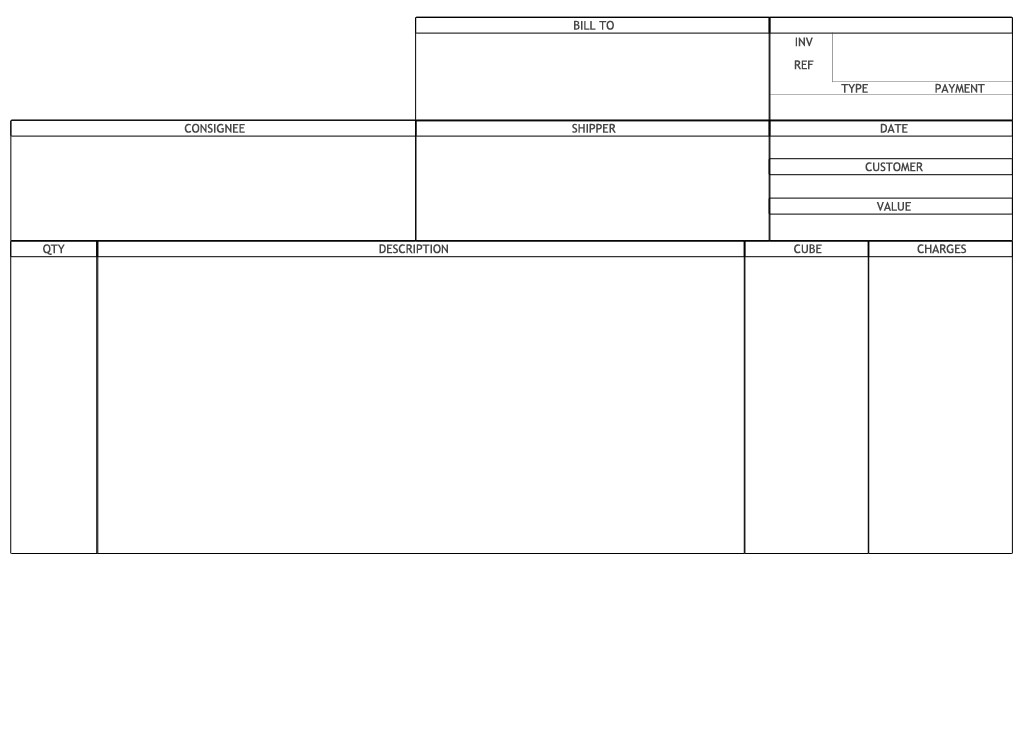 BILL TO
INV
REF
TYPE PAYMENT
CONSIGNEE SHIPPER DATE
CUSTOMER
VALUE
QTY DESCRIPTION CUBE CHARGES